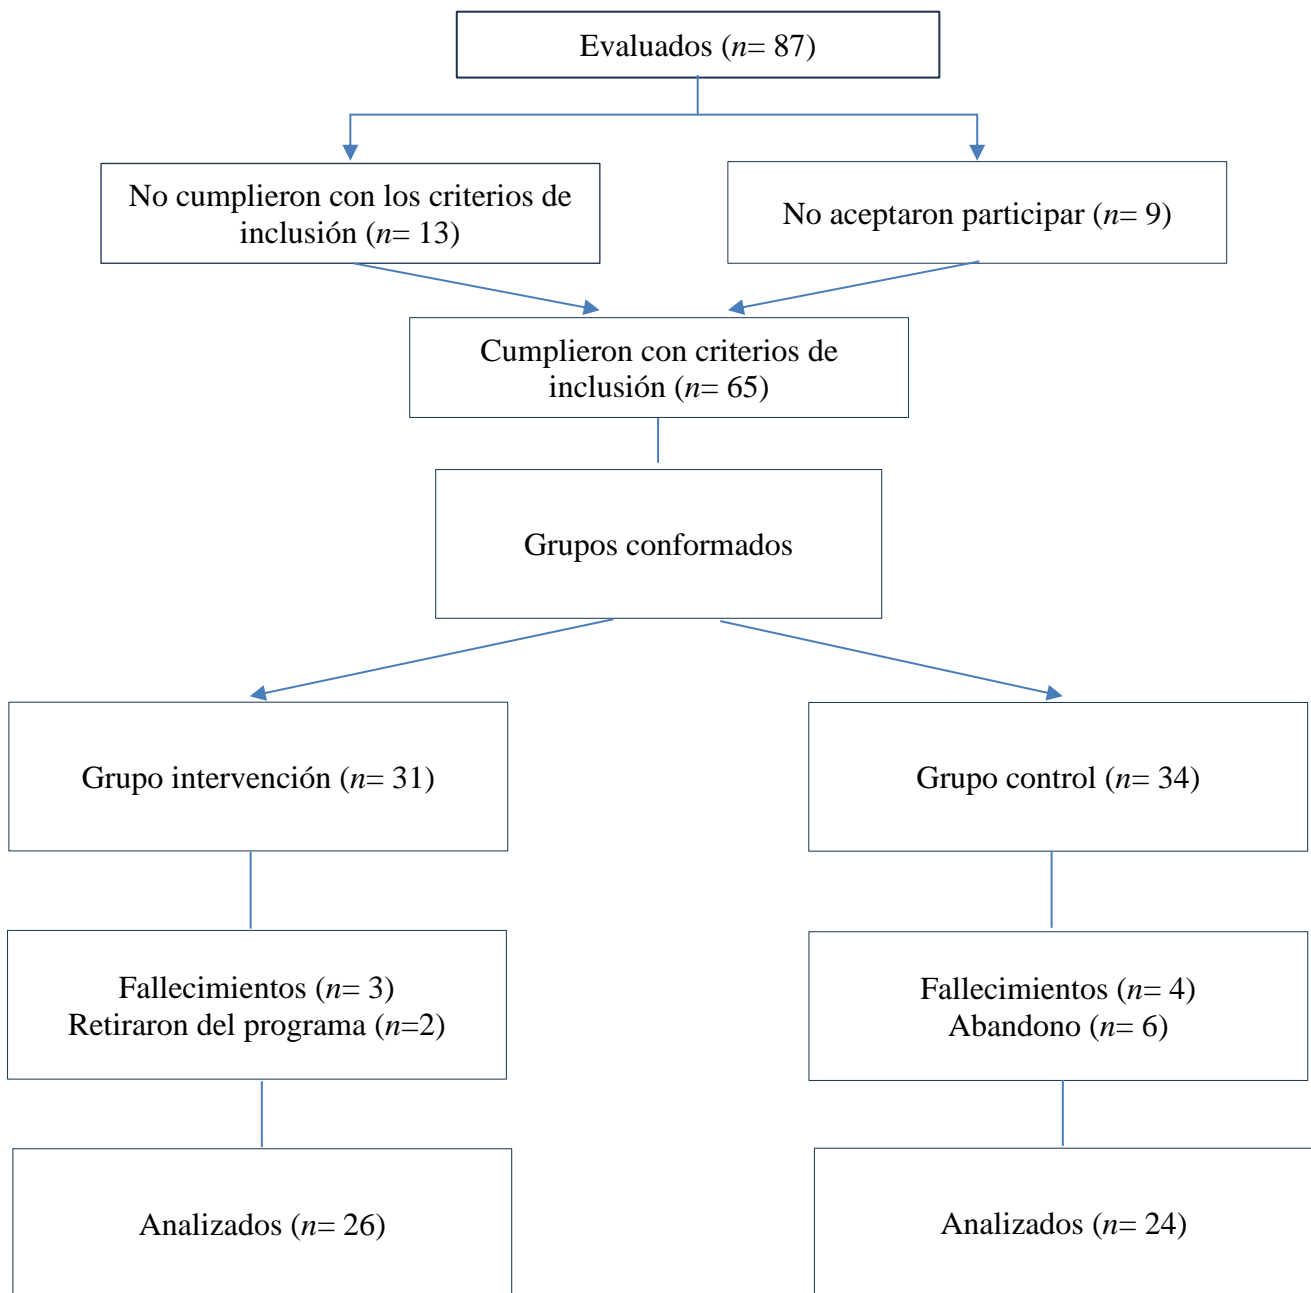 Evaluados (n= 87)
No cumplieron con los criterios de
inclusión (n= 13)
No aceptaron participar (n= 9)
Cumplieron con criterios de
inclusión (n= 65)
Grupos conformados
Grupo intervención (n= 31)
Grupo control (n= 34)
Fallecimientos (n= 3)
Retiraron del programa (n=2)
Fallecimientos (n= 4)
Abandono (n= 6)
Analizados (n= 26)
Analizados (n= 24)